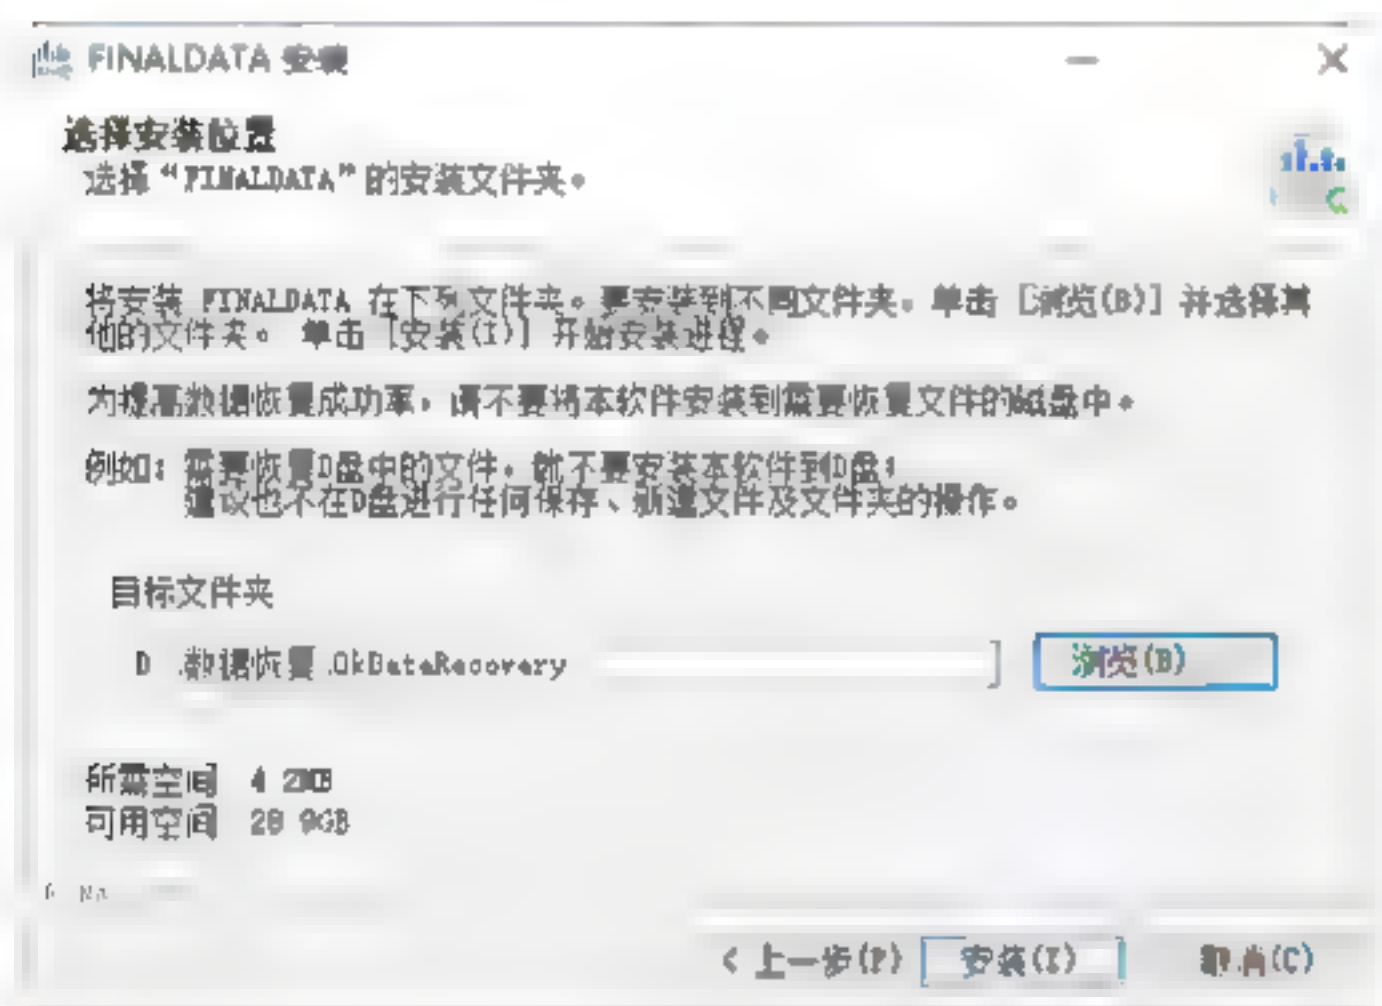 FINALDATA 安装
选择安装位置
选择“FINALDATA”的安装文件夹。
将安装 FINALDATA 在下列文件夹。要安装到不同文件夹，单击 [浏览(B)] 并选择其
他的文件夹。 单击 [安装(I)] 开始安装进程。
为提高数据恢复成功率，请不要将本软件安装到需要恢复文件的磁盘中。
例如：需要恢复D盘中的文件，就不要安装本软件到D盘；
建议也不在D盘进行任何保存、新建文件及文件夹的操作。
目标文件夹
D 数据恢复 OkDataRecovery
浏览(B)
所需空间 4 2MB
可用空间 28 9GB
< 上一步(P)
安装(I)
取消(C)